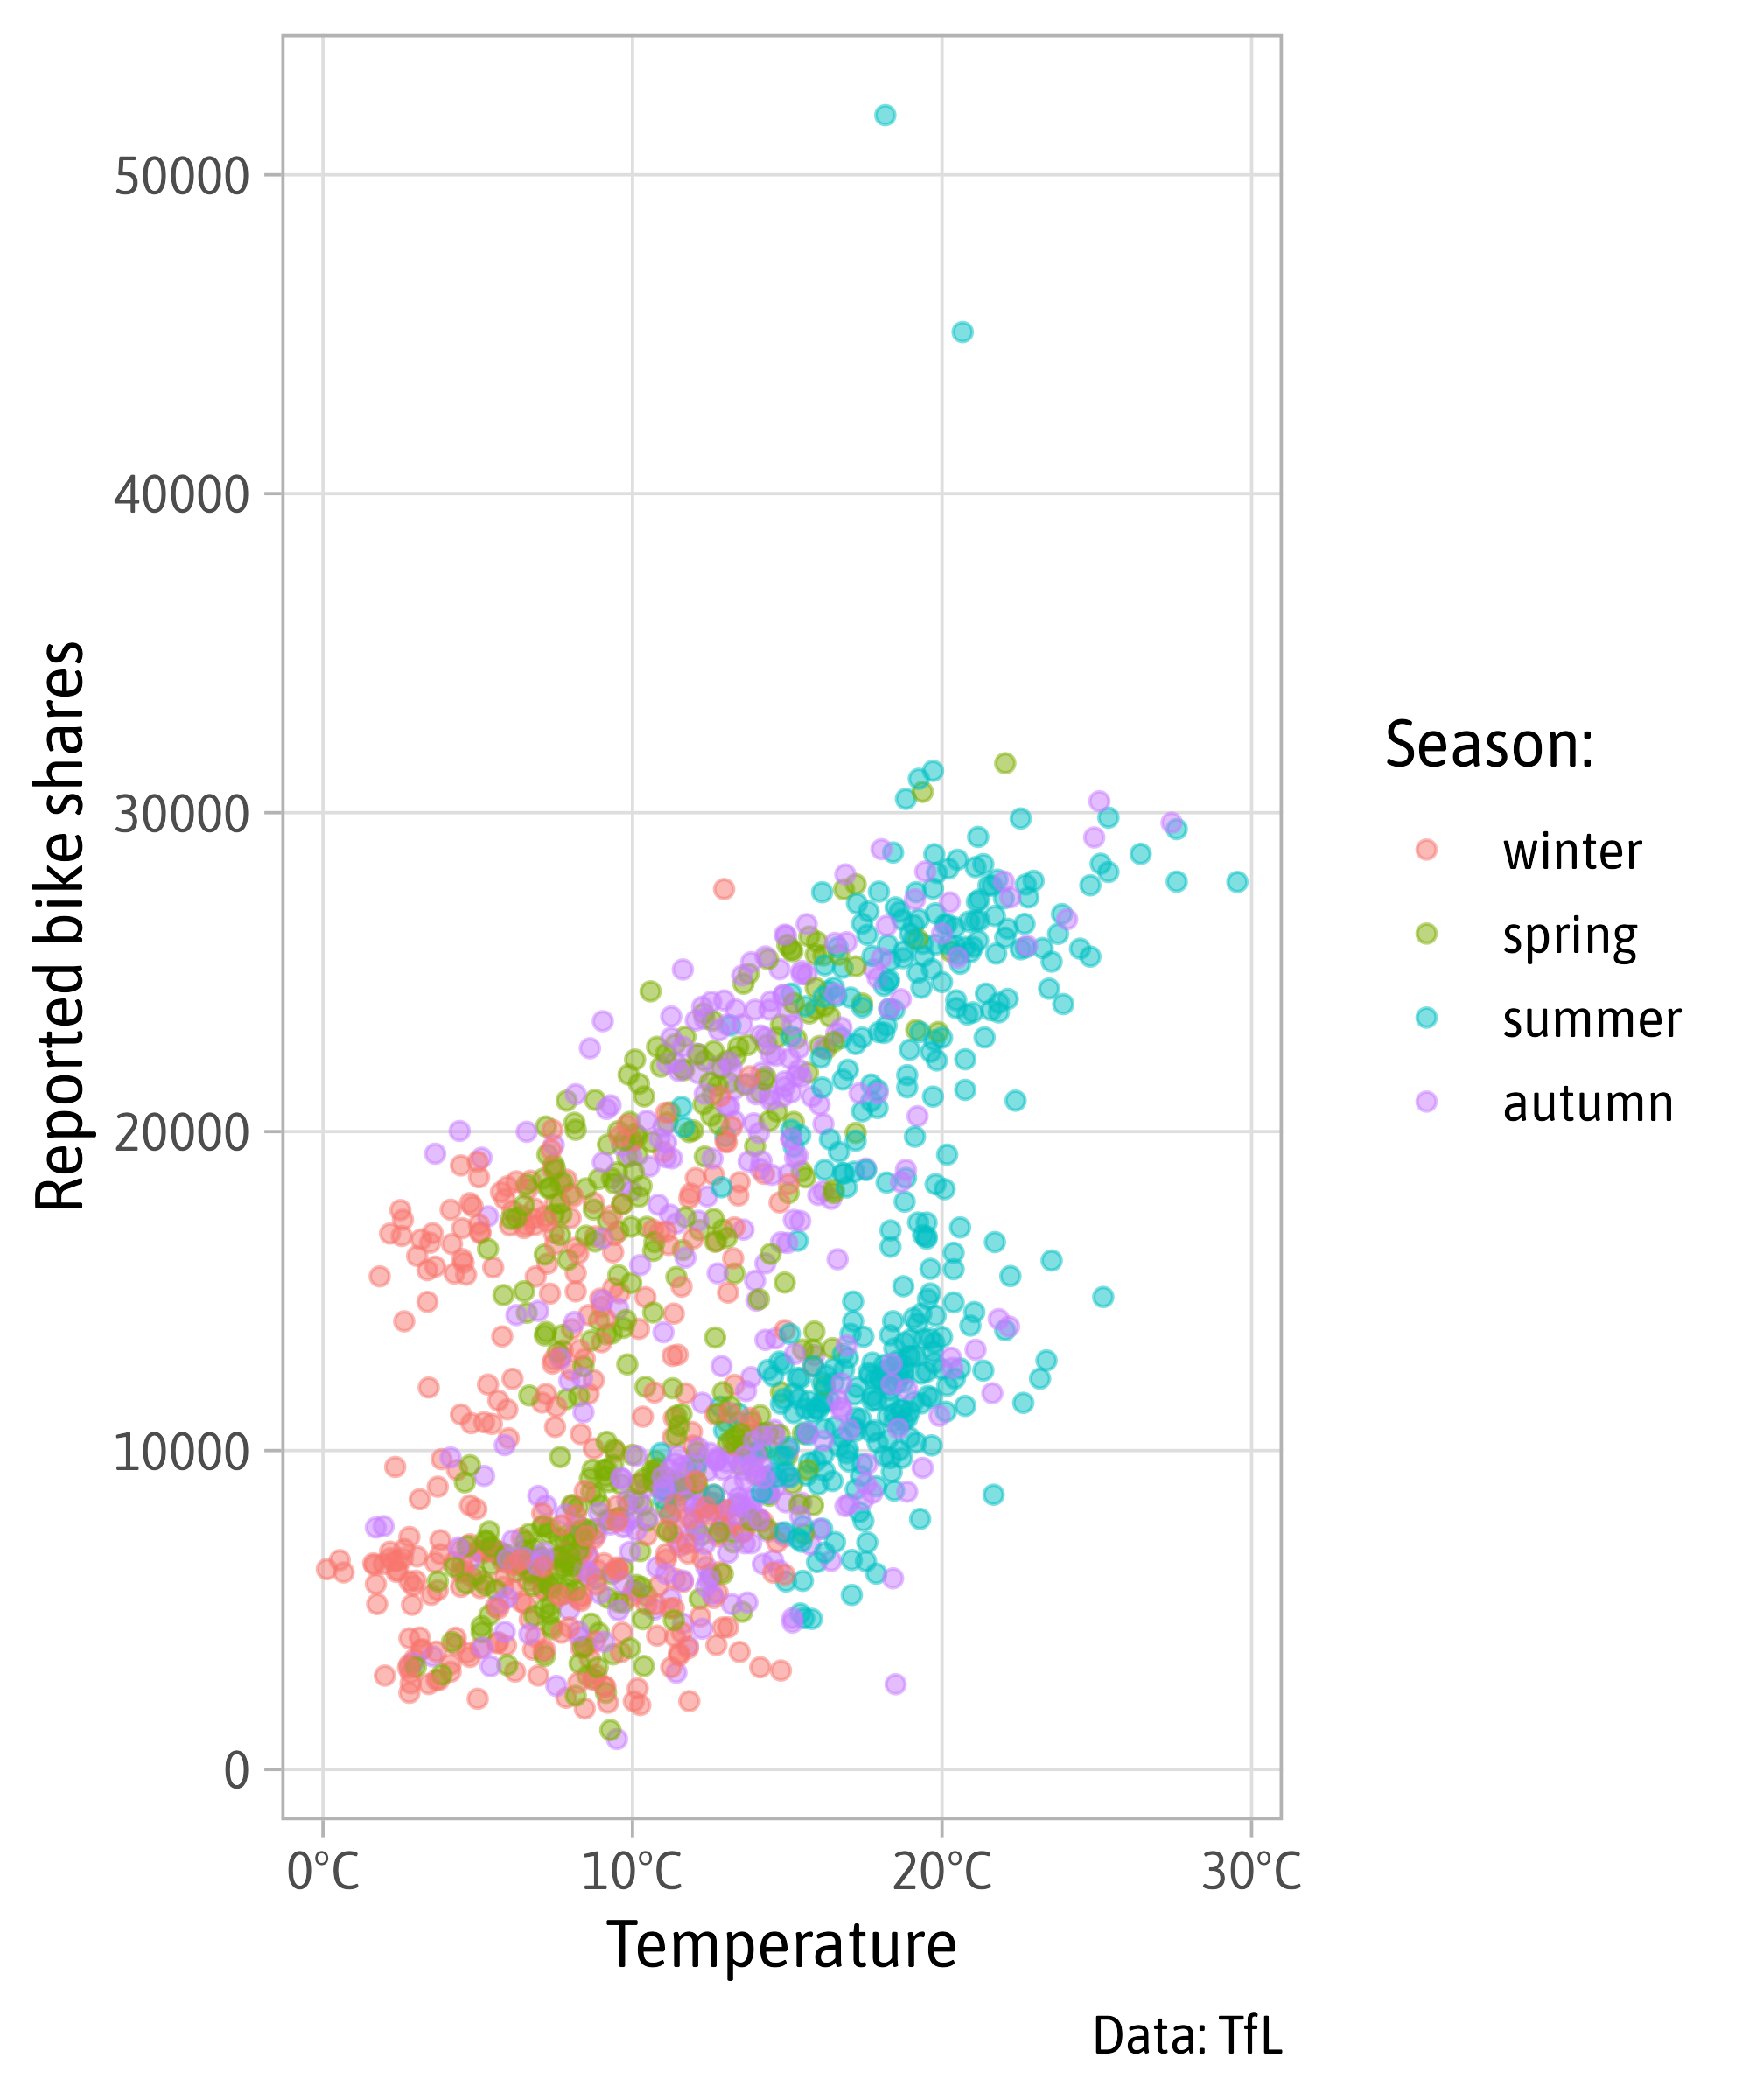 50000
40000
30000
20000
10000
0
Reported bike shares
0°C 10°C 20°C 30°C
Temperature
Season:
winter
spring
summer
autumn
Data: TfL